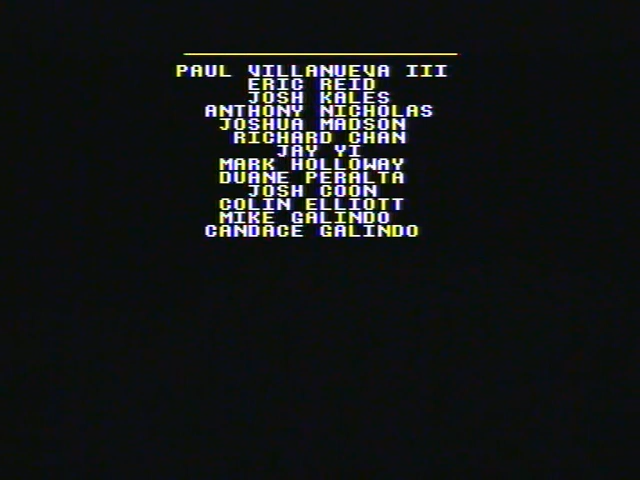 PAUL VILLANUEVA III
ERIC REID
JOSH KALES
ANTHONY NICHOLAS
JOSHUA MADSON
RICHARD CHAN
JAY YI
MARK HOLLOWAY
DUANE PERALTA
JOSH COON
COLIN ELLIOTT
MIKE GALINDO
CANDACE GALINDO